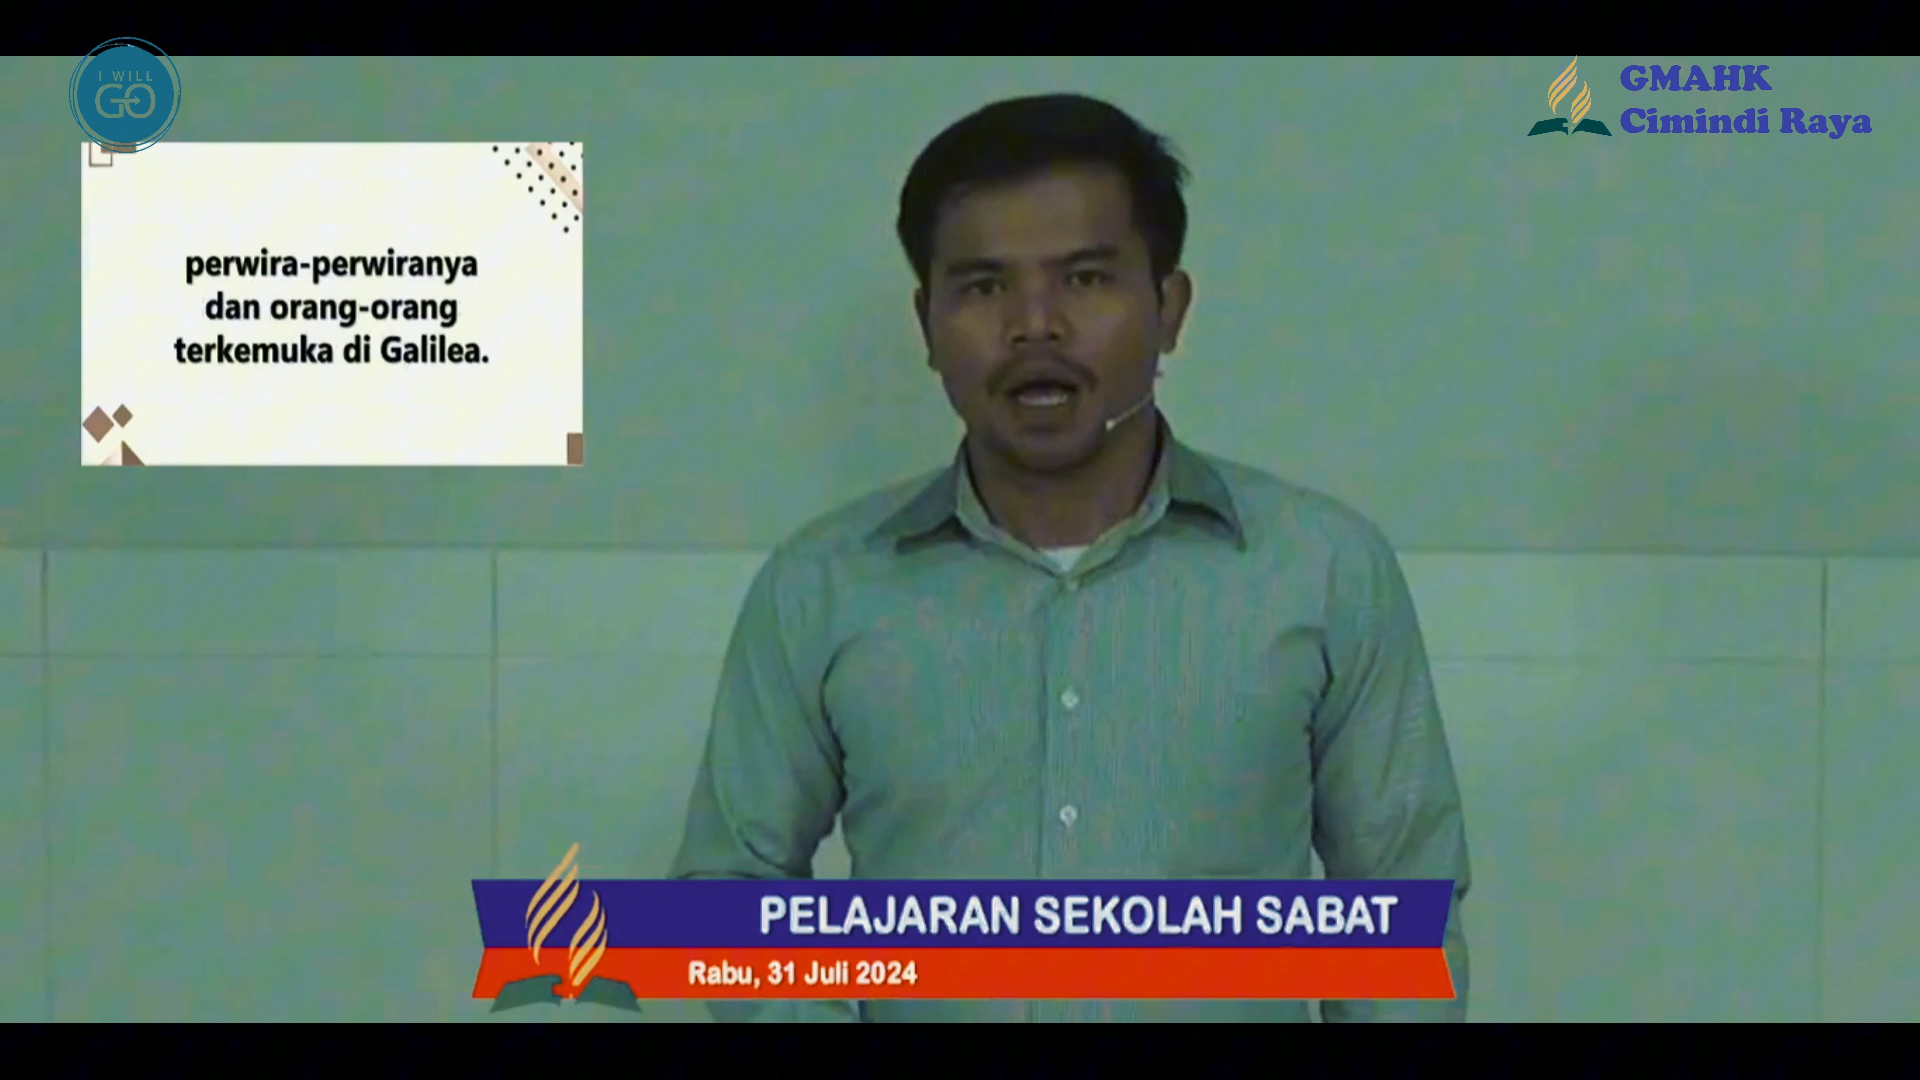 I WILL
GO
GMAHK
Cimindi Raya
perwira-perwiranya
dan orang-orang
terkemuka di Galilea.
PELAJARAN SEKOLAH SABAT
Rabu, 31 Juli 2024